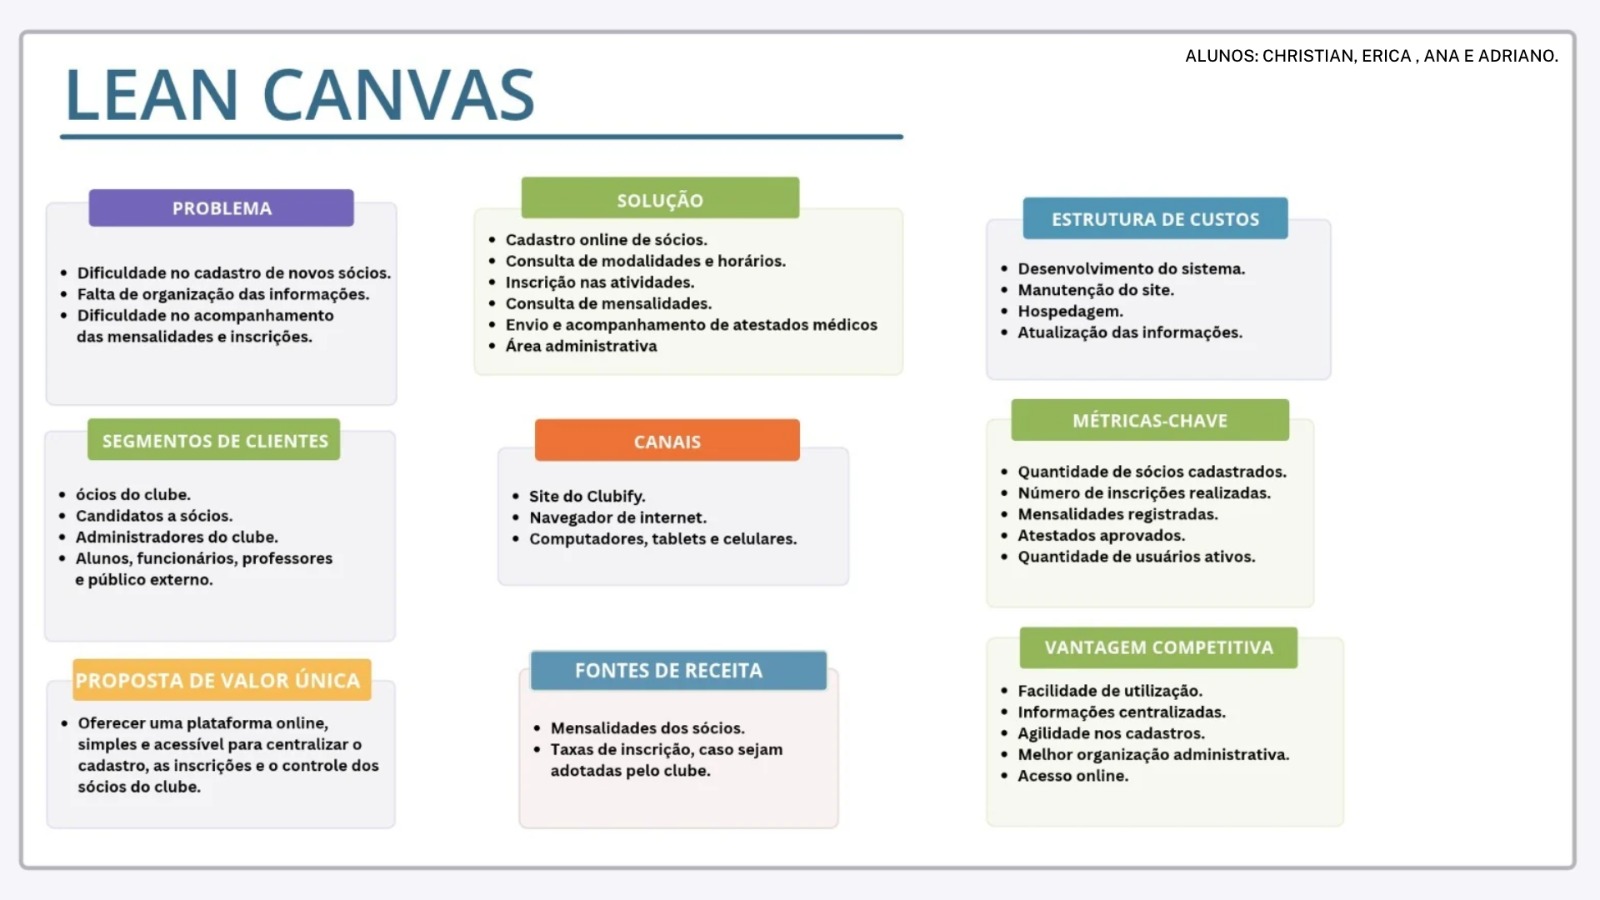 ALUNOS: CHRISTIAN, ERICA , ANA E ADRIANO.
LEAN CANVAS
PROBLEMA
• Dificuldade no cadastro de novos sócios.
• Falta de organização das informações.
• Dificuldade no acompanhamento
das mensalidades e inscrições.
SOLUÇÃO
• Cadastro online de sócios.
• Consulta de modalidades e horários.
• Inscrição nas atividades.
• Consulta de mensalidades.
• Envio e acompanhamento de atestados médicos
• Área administrativa
ESTRUTURA DE CUSTOS
• Desenvolvimento do sistema.
• Manutenção do site.
• Hospedagem.
• Atualização das informações.
SEGMENTOS DE CLIENTES
• ócios do clube.
• Candidatos a sócios.
• Administradores do clube.
• Alunos, funcionários, professores
e público externo.
CANAIS
• Site do Clubify.
• Navegador de internet.
• Computadores, tablets e celulares.
MÉTRICAS-CHAVE
• Quantidade de sócios cadastrados.
• Número de inscrições realizadas.
• Mensalidades registradas.
• Atestados aprovados.
• Quantidade de usuários ativos.
PROPOSTA DE VALOR ÚNICA
• Oferecer uma plataforma online,
simples e acessível para centralizar o
cadastro, as inscrições e o controle dos
sócios do clube.
FONTES DE RECEITA
• Mensalidades dos sócios.
• Taxas de inscrição, caso sejam
adotadas pelo clube.
VANTAGEM COMPETITIVA
• Facilidade de utilização.
• Informações centralizadas.
• Agilidade nos cadastros.
• Melhor organização administrativa.
• Acesso online.